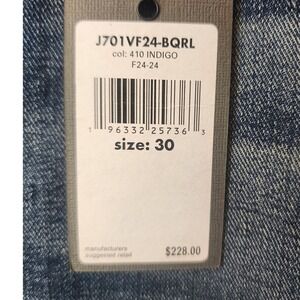 J701VF24-BQRL
col: 410 INDIGO
F24-24
1 96332 25736 3
size: 30
manufacturers
suggested retail
$228.00